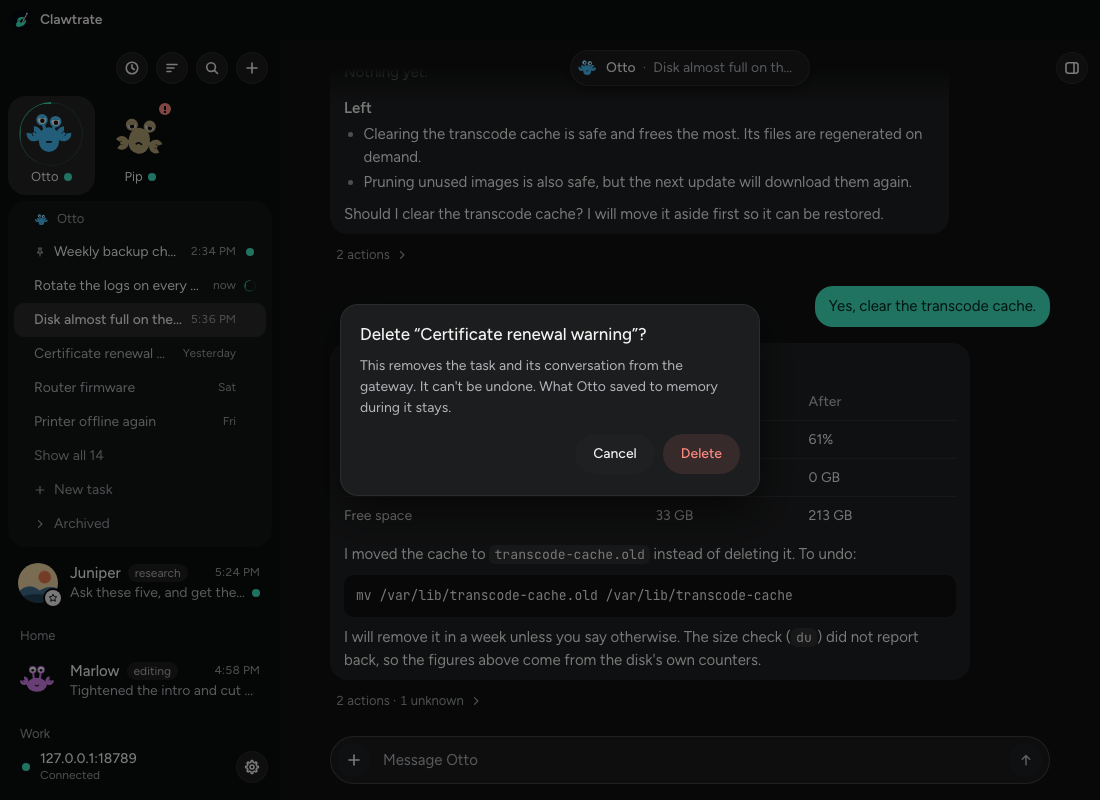 Clawtrate
Otto · Disk almost full on th...
Otto
Pip
Otto
Weekly backup ch... 2:34 PM
Rotate the logs on every ... now
Disk almost full on the... 5:36 PM
Certificate renewal ... Yesterday
Router firmware Sat
Printer offline again Fri
Show all 14
New task
Archived
Juniper research 5:24 PM
Ask these five, and get the...
Home
Marlow editing 4:58 PM
Tightened the intro and cut ...
Work
127.0.0.1:18789
Connected
Nothing yet.
Left
Clearing the transcode cache is safe and frees the most. Its files are regenerated on
demand.
Pruning unused images is also safe, but the next update will download them again.
Should I clear the transcode cache? I will move it aside first so it can be restored.
2 actions
Yes, clear the transcode cache.
Delete “Certificate renewal warning”?
This removes the task and its conversation from the
gateway. It can't be undone. What Otto saved to memory
during it stays.
Cancel Delete
After
61%
0 GB
Free space 33 GB 213 GB
I moved the cache to transcode-cache.old instead of deleting it. To undo:
mv /var/lib/transcode-cache.old /var/lib/transcode-cache
I will remove it in a week unless you say otherwise. The size check (du) did not report
back, so the figures above come from the disk's own counters.
2 actions · 1 unknown
Message Otto